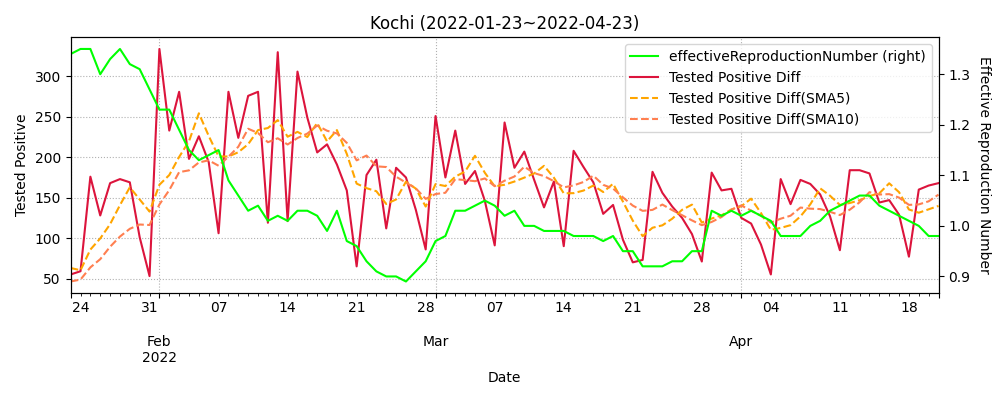 Kochi (2022-01-23~2022-04-23)
effectiveReproductionNumber (right)
Tested Positive Diff
Tested Positive Diff(SMA5)
Tested Positive Diff(SMA10)
Tested Positive
300
250
200
150
100
50
Effective Reproduction Number
1.3
1.2
1.1
1.0
0.9
24 31 07 14 21 28 07 14 21 28 04 11 18
Feb Mar Apr
2022
Date